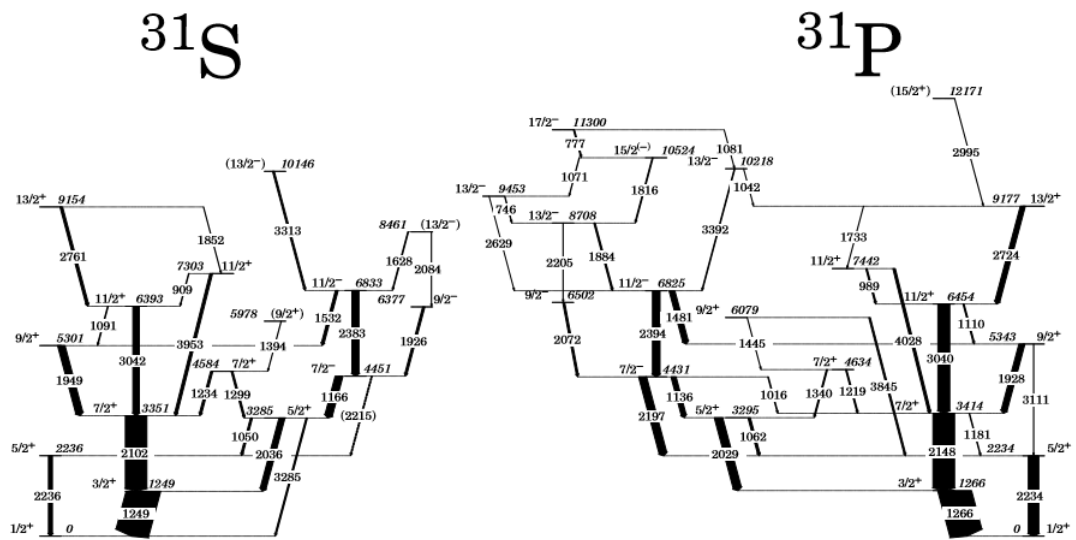 ³¹S ³¹P
(15/2⁺) 12171
17/2⁻ 11300
777 15/2⁽⁻⁾ 10524 1081
13/2⁻ 10218 2995
(13/2⁻) 10146 1071 1816 1042
13/2⁺ 9154 13/2⁻ 9453 9177 13/2⁺
746 13/2⁻ 8708
8461 (13/2⁻) 3392
3313 1733
1852 1628 2629 1884
2761 7303 11/2⁺ 2084 2205 11/2⁺ 7442 2724
909 11/2⁻ 6833 11/2⁻ 6825 989
11/2⁺ 6393 6377 9/2⁻ 9/2⁻ 6502 11/2⁺ 6454
5978 (9/2⁺) 1532 9/2⁺ 6079 1110
1091 2383 1481
9/2⁺ 5301 1394 1926 2394 1445 4028 5343 9/2⁺
3042 3953 2072 3040
4584 7/2⁺ 7/2⁻ 4451 7/2⁻ 4431 7/2⁺ 4634
1949 1234 1299 1166 1136 1016 1340 1219 3845 1928
7/2⁺ 3351 3285 5/2⁺ (2215) 2197 5/2⁺ 3295 7/2⁺ 3414 3111
1050 1062 1181
5/2⁺ 2236 2102 2036 2029 2148 2234 5/2⁺
3285
3/2⁺ 1249 3/2⁺ 1266
2236 2234
1249 1266
1/2⁺ 0 0 1/2⁺